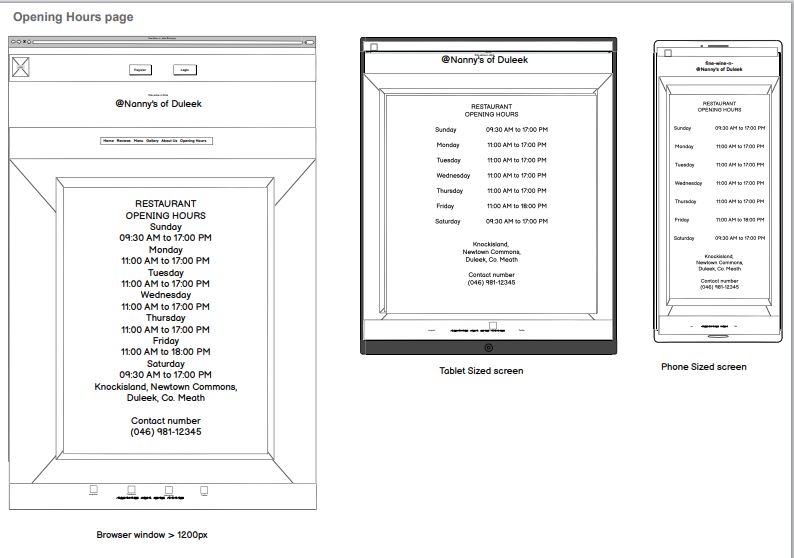 Opening Hours page
Register
Login
@Nanny's of Duleek
Home Reviews Menu Gallery About Us Opening Hours
RESTAURANT
OPENING HOURS
Sunday
09:30 AM to 17:00 PM
Monday
11:00 AM to 17:00 PM
Tuesday
11:00 AM to 17:00 PM
Wednesday
11:00 AM to 17:00 PM
Thursday
11:00 AM to 17:00 PM
Friday
11:00 AM to 18:00 PM
Saturday
09:30 AM to 17:00 PM
Knockisland, Newtown Commons,
Duleek, Co. Meath
Contact number
(046) 981-12345
Browser window > 1200px
@Nanny's of Duleek
RESTAURANT
OPENING HOURS
Sunday 09:30 AM to 17:00 PM
Monday 11:00 AM to 17:00 PM
Tuesday 11:00 AM to 17:00 PM
Wednesday 11:00 AM to 17:00 PM
Thursday 11:00 AM to 17:00 PM
Friday 11:00 AM to 18:00 PM
Saturday 09:30 AM to 17:00 PM
Knockisland,
Newtown Commons,
Duleek, Co. Meath
Contact number
(046) 981-12345
Tablet Sized screen
fine-wine-n-
@Nanny's of Duleek
RESTAURANT
OPENING HOURS
Sunday 09:30 AM to 17:00 PM
Monday 11:00 AM to 17:00 PM
Tuesday 11:00 AM to 17:00 PM
Wednesday 11:00 AM to 17:00 PM
Thursday 11:00 AM to 17:00 PM
Friday 11:00 AM to 18:00 PM
Saturday 09:30 AM to 17:00 PM
Knockisland,
Newtown Commons,
Duleek, Co. Meath
Contact number
(046) 981-12345
Phone Sized screen